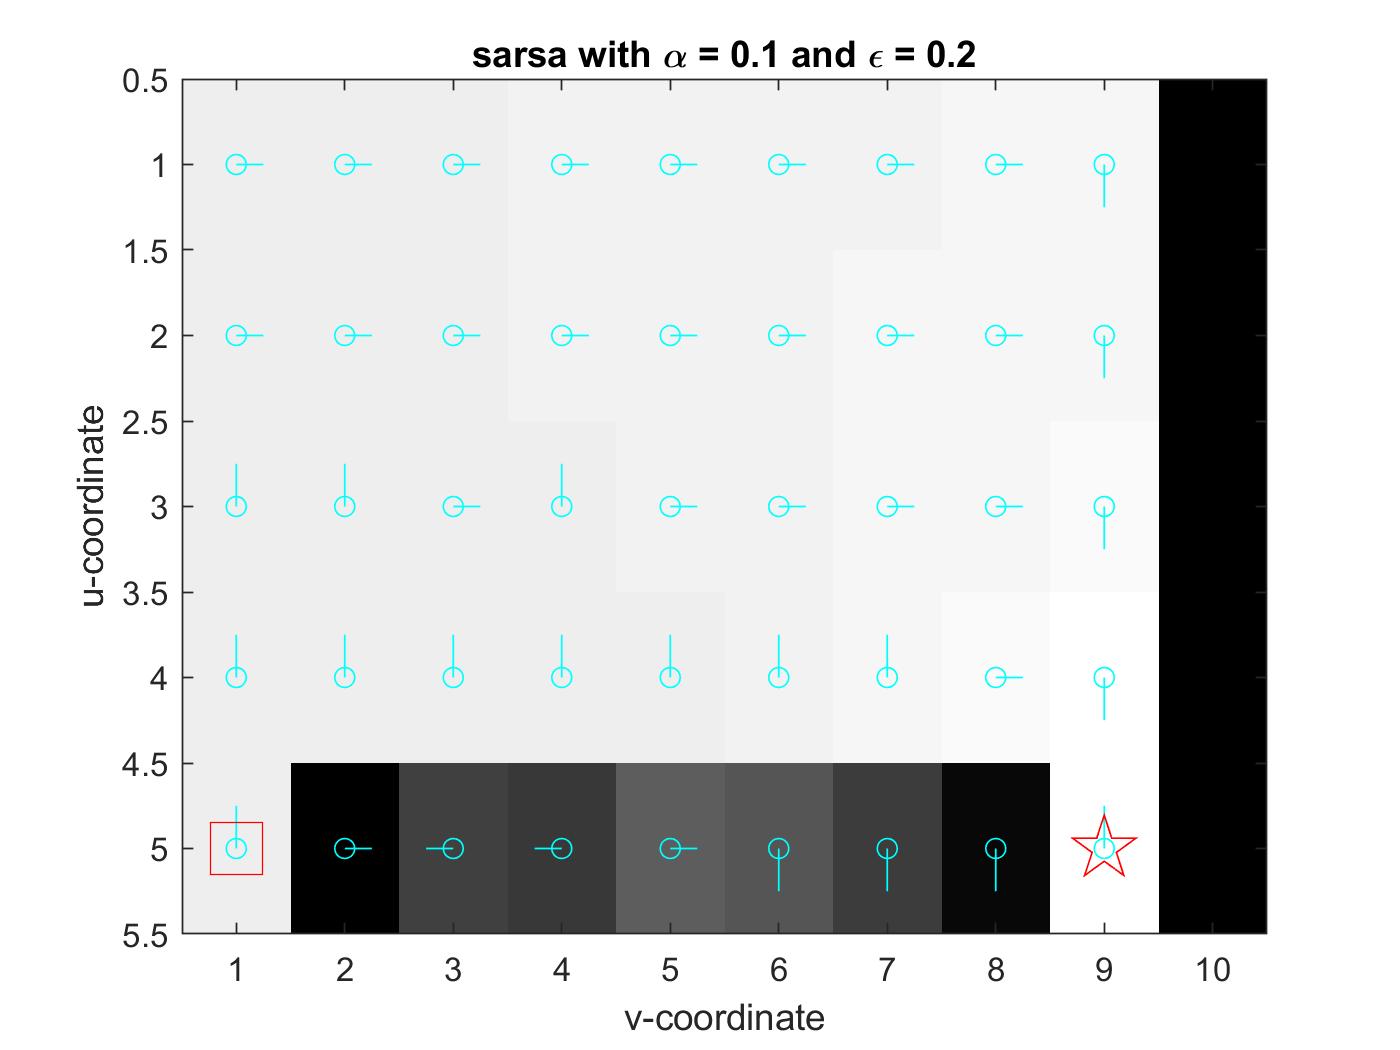 sarsa with α = 0.1 and ϵ = 0.2
0.5
1
1.5
2
2.5
3
3.5
4
4.5
5
5.5
u-coordinate
1 2 3 4 5 6 7 8 9 10
v-coordinate